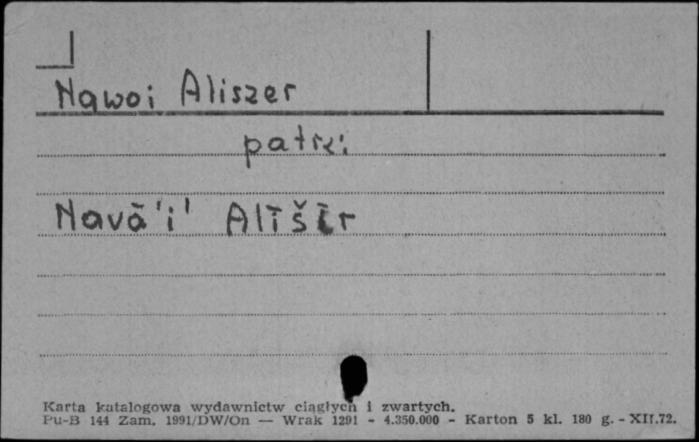 Nawoi Aliszer
patrz:
Navā'i' Alīšīr
Karta katalogowa wydawnictw ciągłych i zwartych.
Pu-B 144 Zam. 1991/DW/On — Wrak 1291 - 4.350.000 - Karton 5 kl. 180 g. - XII.72.